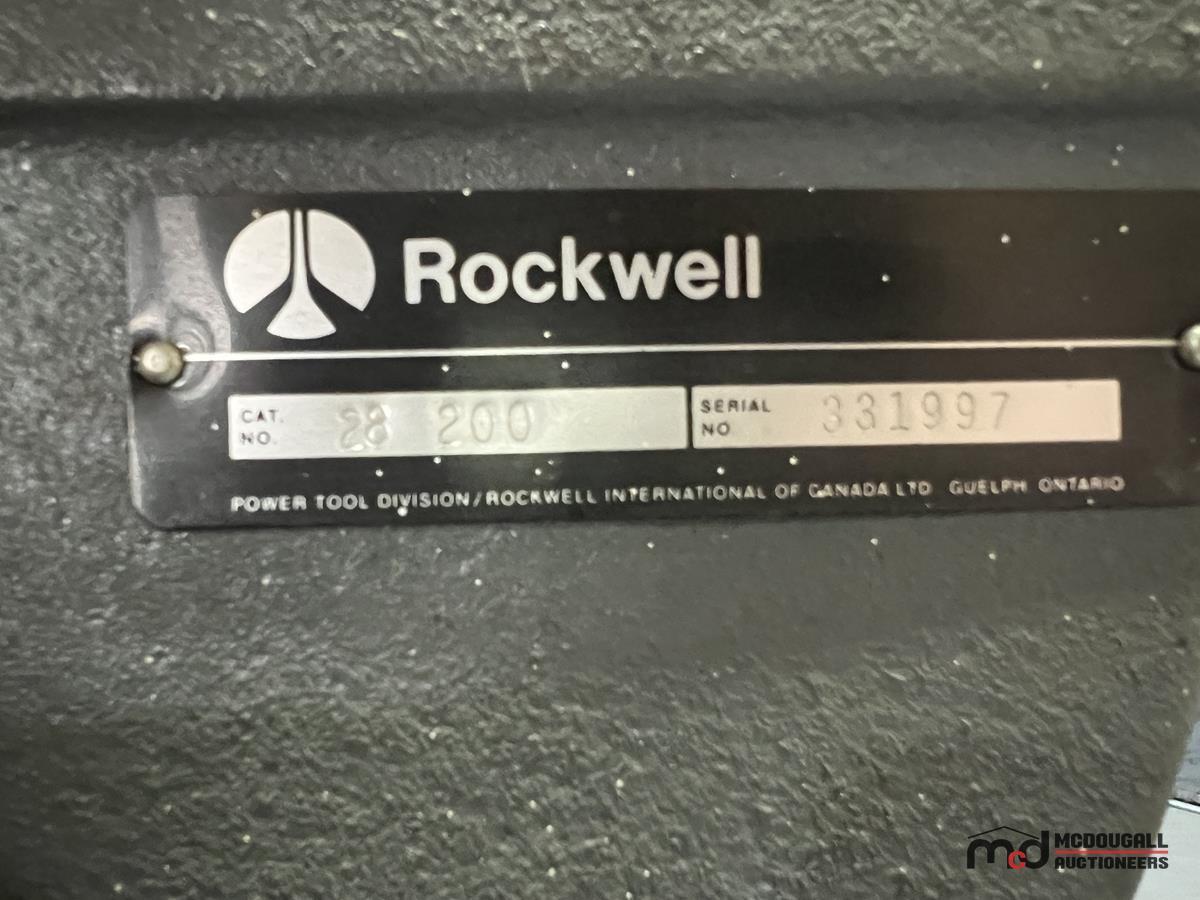 Rockwell
CAT. NO. 28 200
SERIAL NO 331997
POWER TOOL DIVISION/ROCKWELL INTERNATIONAL OF CANADA LTD GUELPH ONTARIO
mcd MCDOUGALL AUCTIONEERS